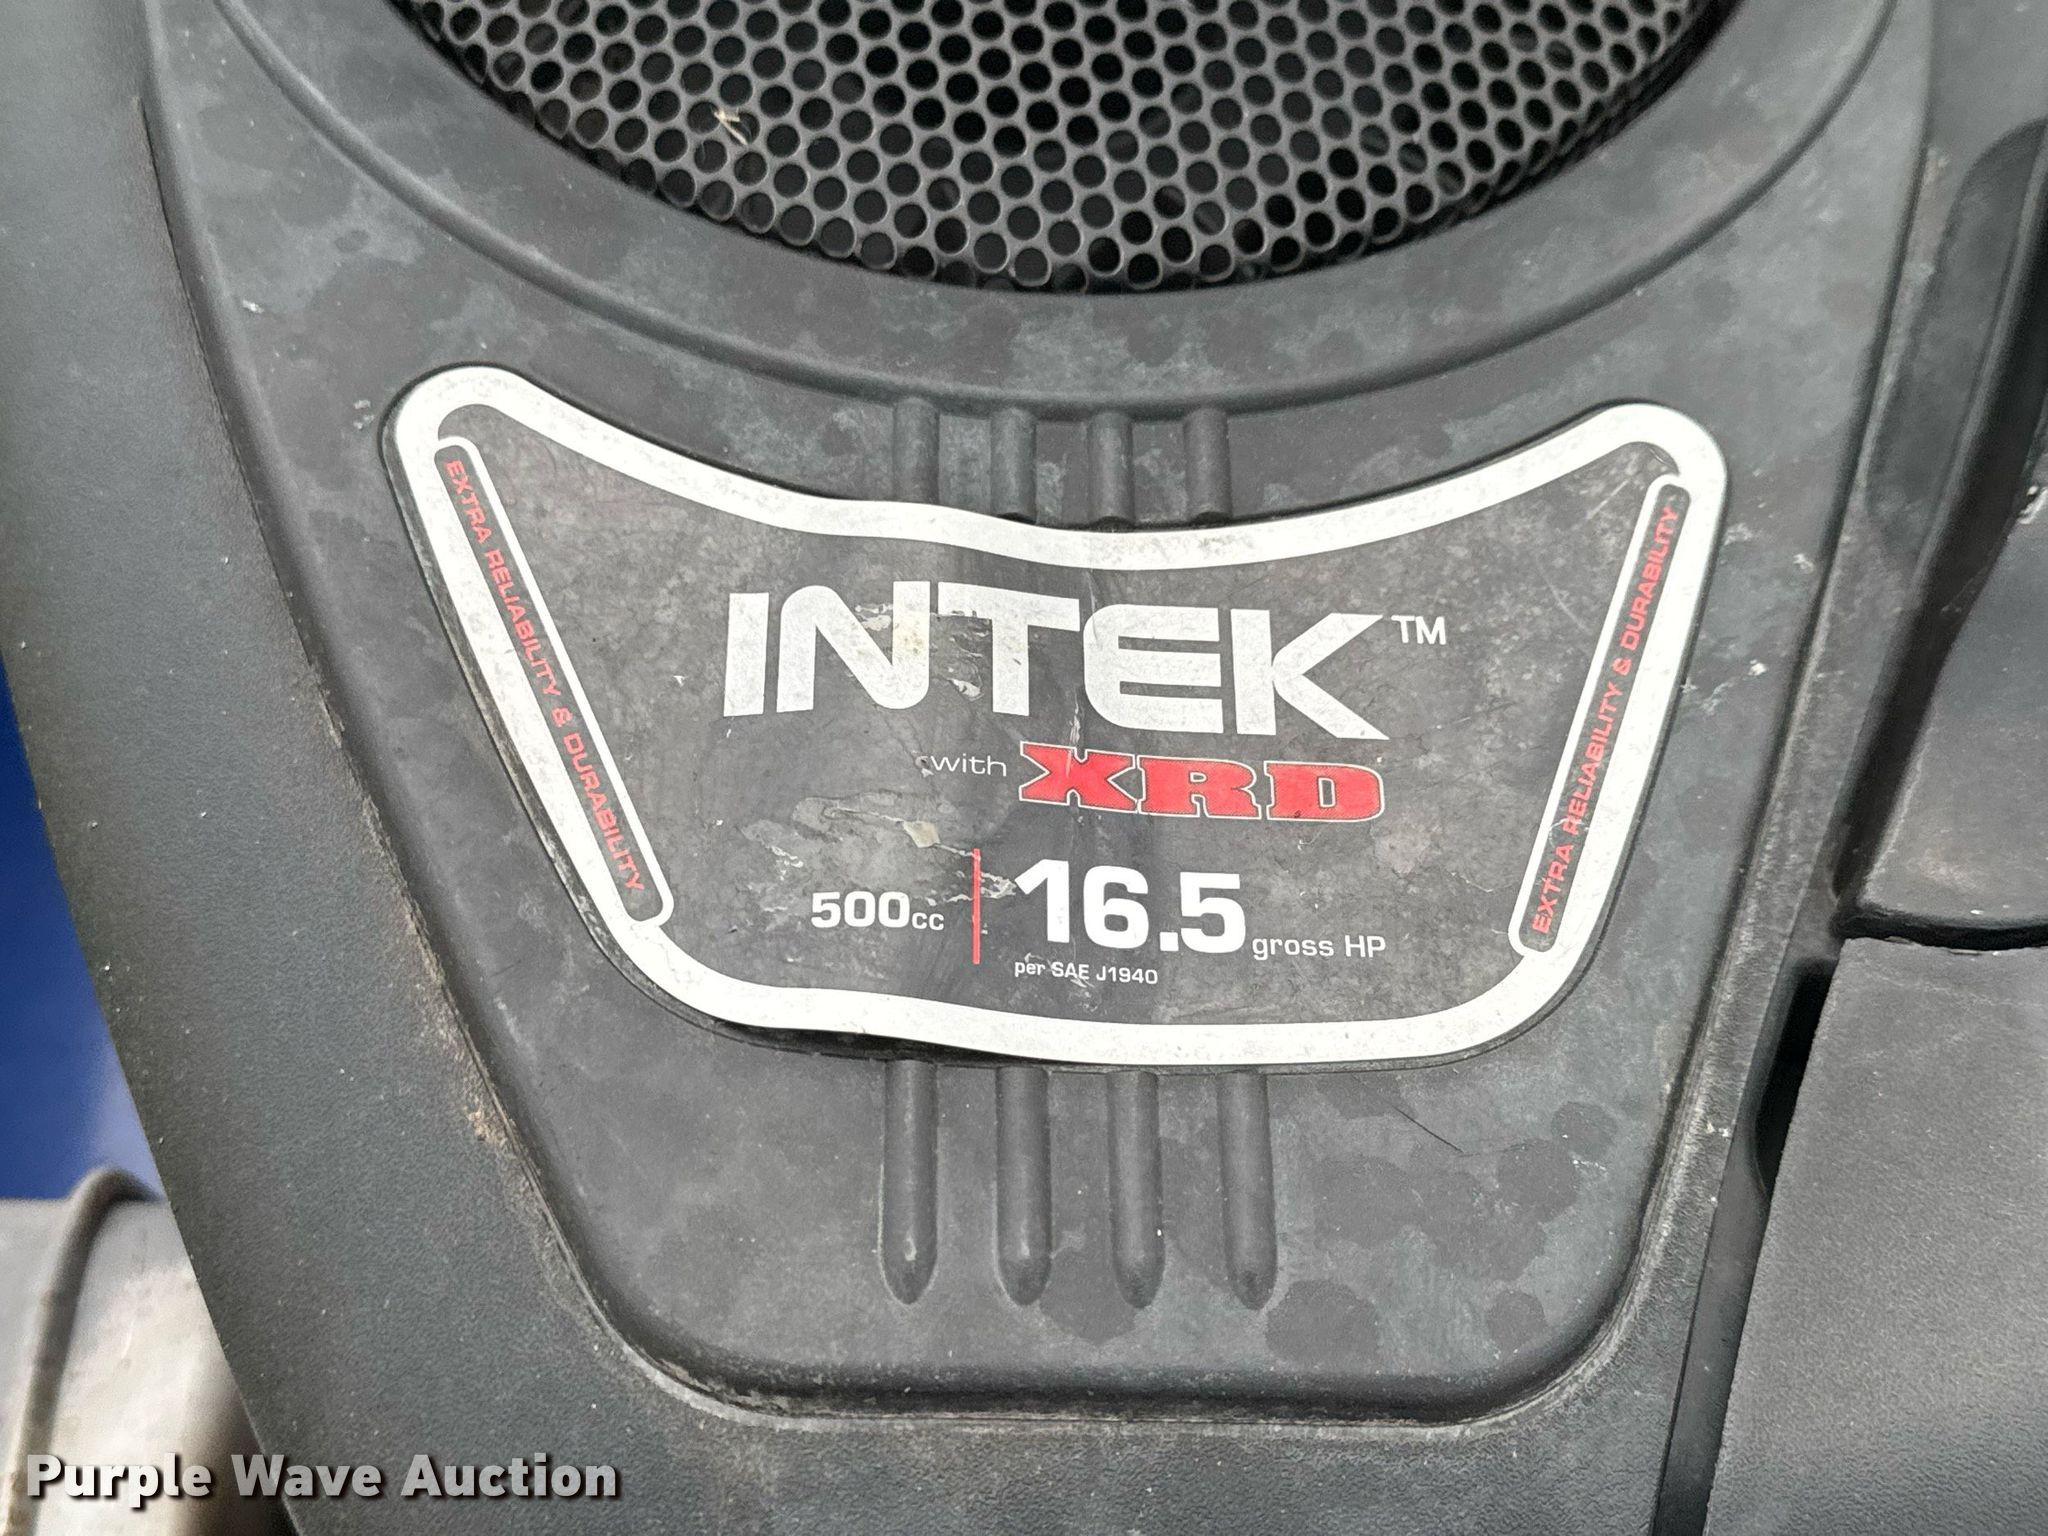 EXTRA RELIABILITY & DURABILITY
INTEK™
with XRD
500cc | 16.5 gross HP
per SAE J1940
EXTRA RELIABILITY & DURABILITY
Purple Wave Auction